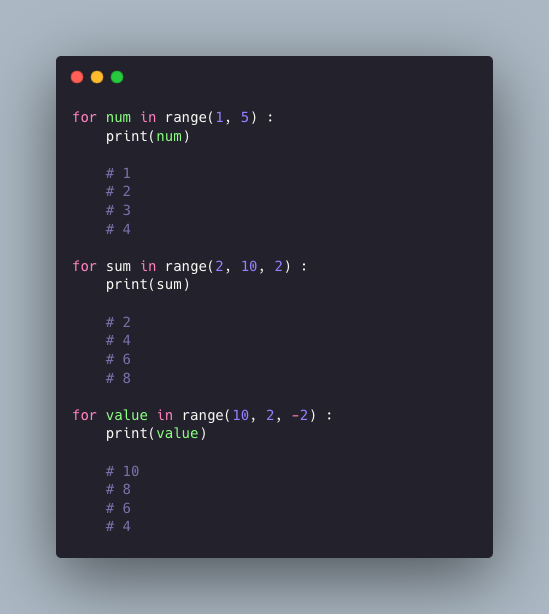 for num in range(1, 5) :
    print(num)

    # 1
    # 2
    # 3
    # 4

for sum in range(2, 10, 2) :
    print(sum)

    # 2
    # 4
    # 6
    # 8

for value in range(10, 2, -2) :
    print(value)

    # 10
    # 8
    # 6
    # 4